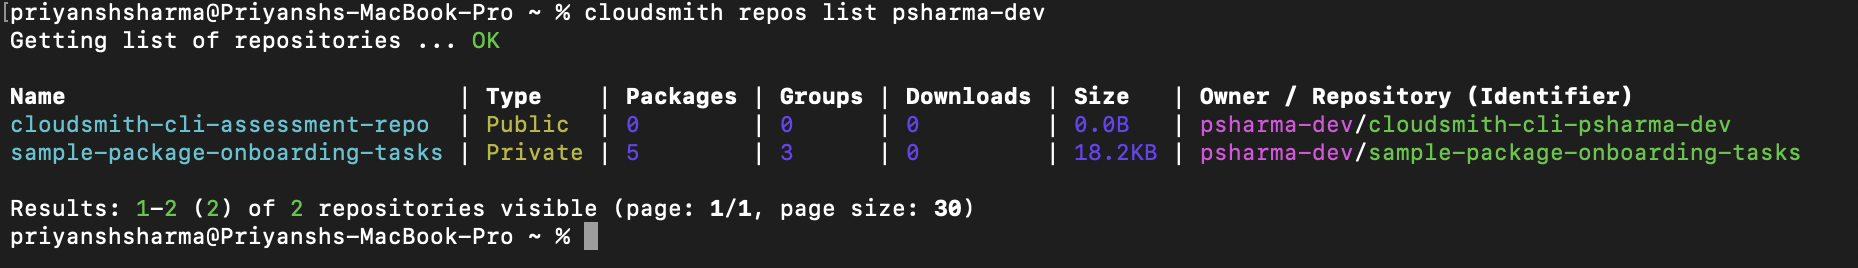 [priyanshsharma@Priyanshs-MacBook-Pro ~ % cloudsmith repos list psharma-dev
Getting list of repositories ... OK
Name | Type | Packages | Groups | Downloads | Size | Owner / Repository (Identifier)
cloudsmith-cli-assessment-repo | Public | 0 | 0 | 0 | 0.0B | psharma-dev/cloudsmith-cli-psharma-dev
sample-package-onboarding-tasks | Private | 5 | 3 | 0 | 18.2KB | psharma-dev/sample-package-onboarding-tasks
Results: 1-2 (2) of 2 repositories visible (page: 1/1, page size: 30)
priyanshsharma@Priyanshs-MacBook-Pro ~ %